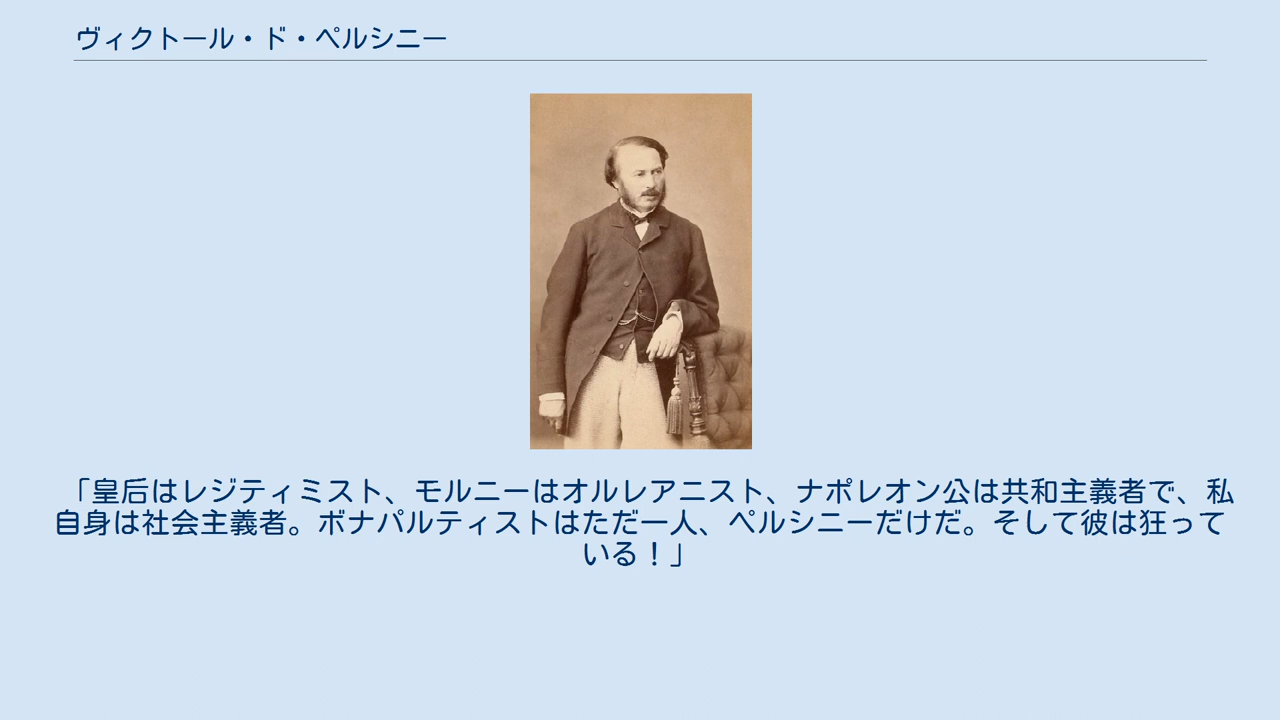 ヴィクトール・ド・ペルシニー
「皇后はレジティミスト、モルニーはオルレアニスト、ナポレオン公は共和主義者で、私
自身は社会主義者。ボナパルティストはただ一人、ペルシニーだけだ。そして彼は狂って
いる！」